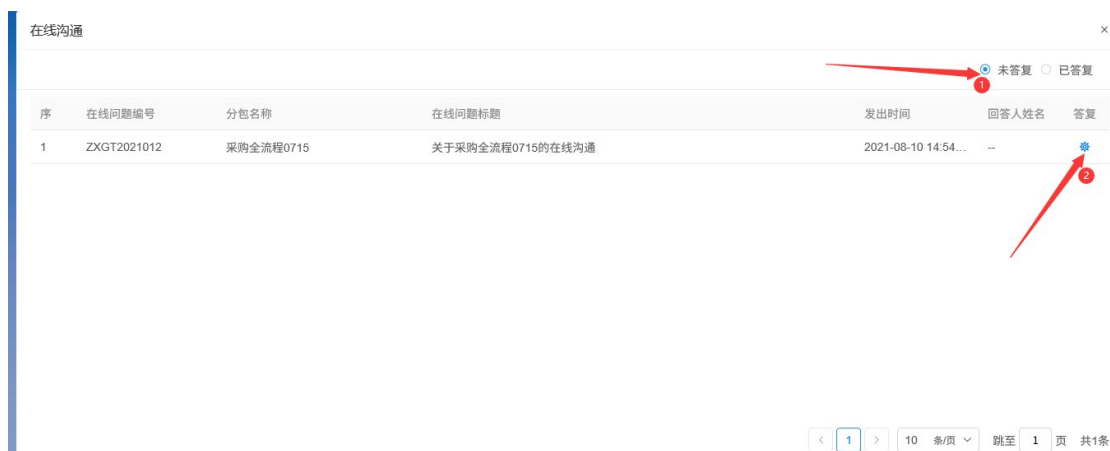 在线沟通 ×
未答复 已答复
1
序 在线问题编号 分包名称 在线问题标题 发出时间 回答人姓名 答复
1 ZXGT2021012 采购全流程0715 关于采购全流程0715的在线沟通 2021-08-10 14:54... --
2
< 1 > 10 条/页 跳至 1 页 共1条